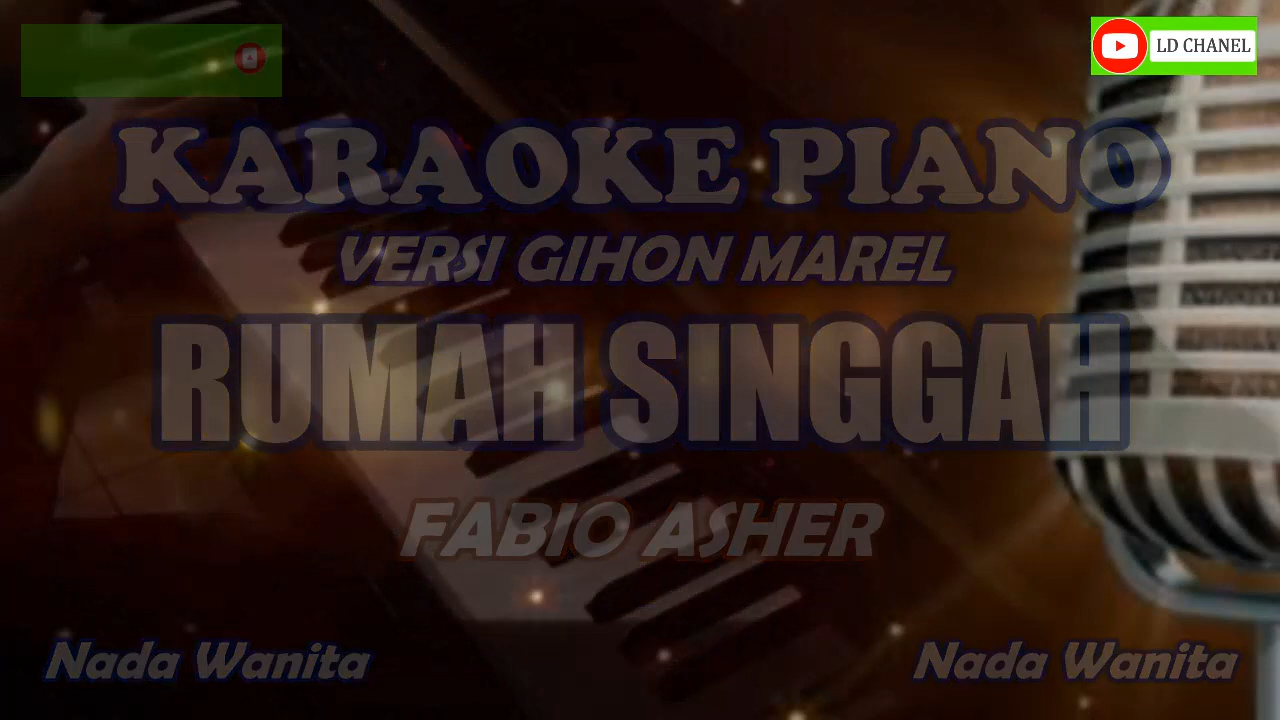 LD CHANEL
KARAOKE PIANO
VERSI GIHON MAREL
RUMAH SINGGAH
FABIO ASHER
Nada Wanita
Nada Wanita